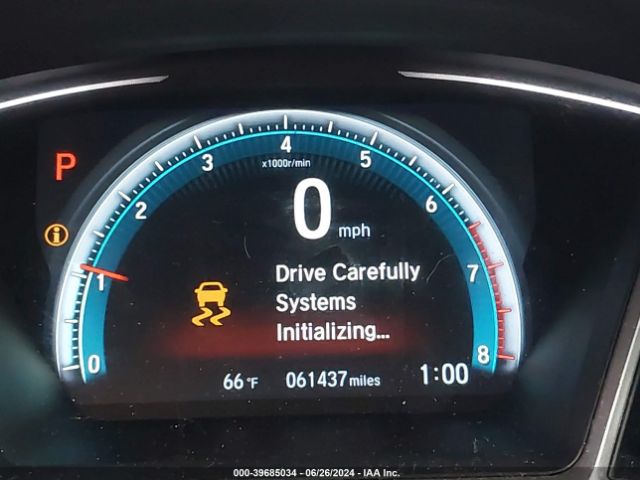 4
3
5
x1000r/min
P
2
0 mph
6
i
1
Drive Carefully
7
Systems
Initializing...
0
8
66°F 061437 miles 1:00
000-39685034 / 06/26/2024 - IAA Inc.